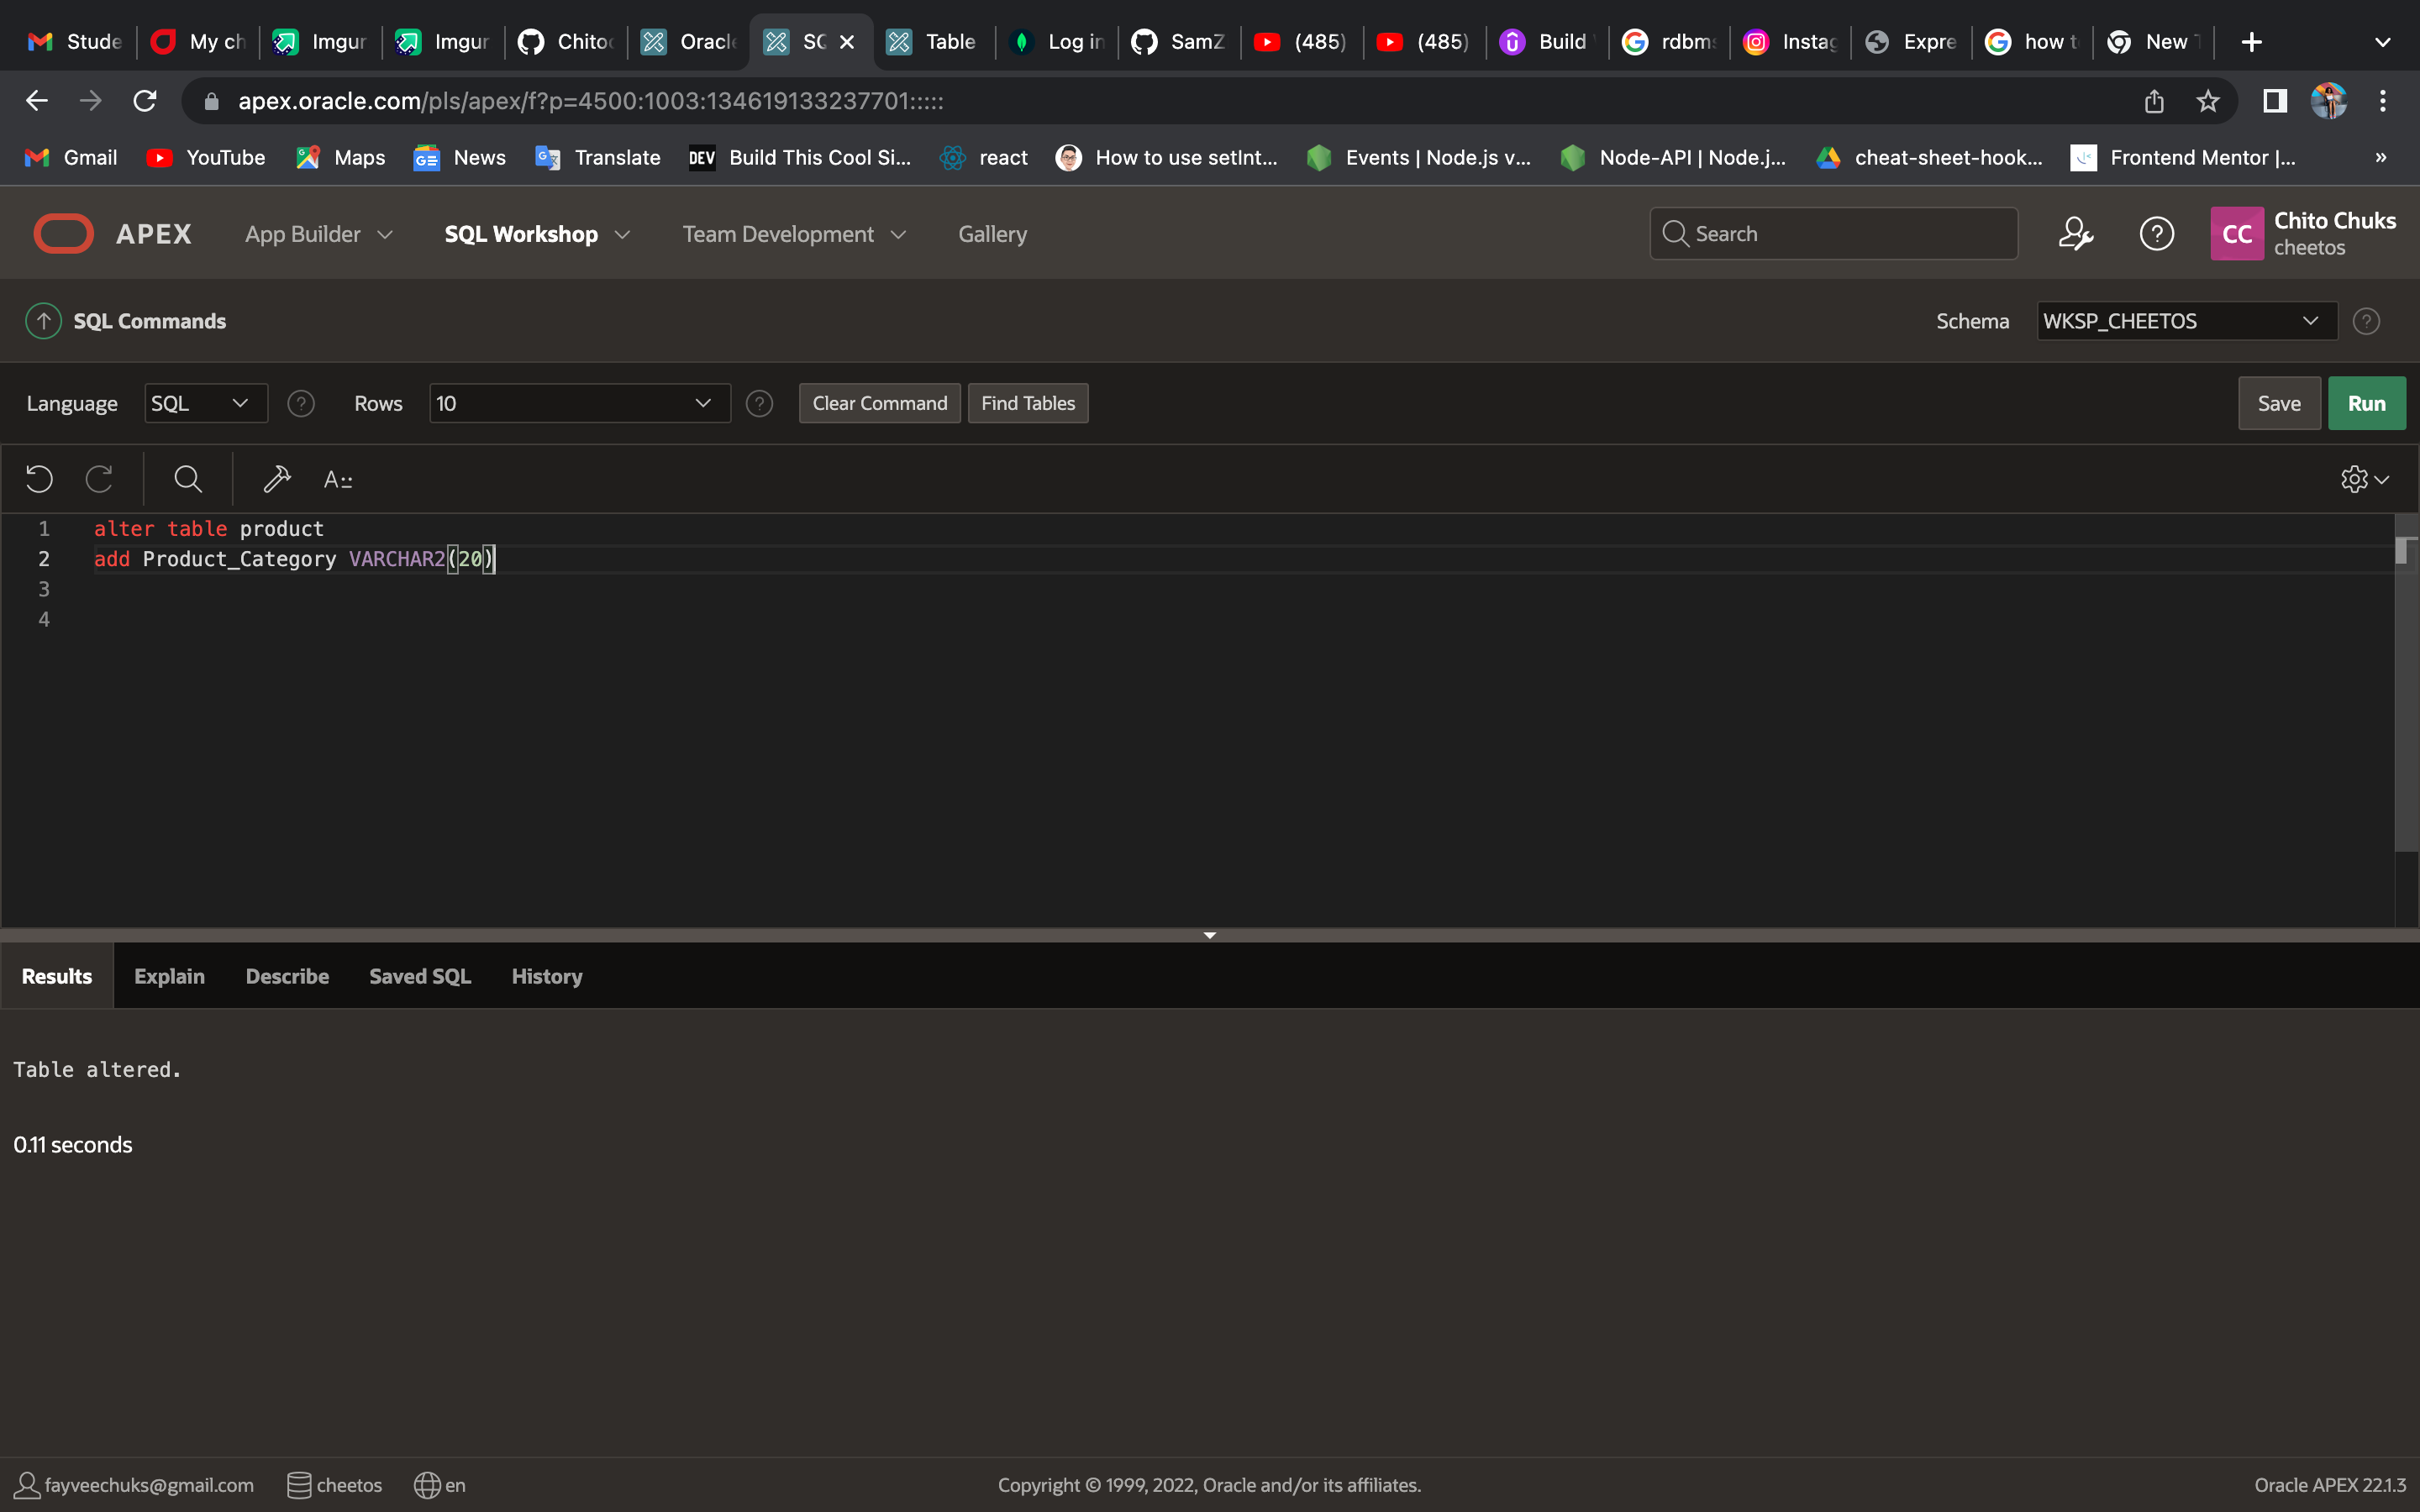 Stude My ch Imgur Imgur Chitoc Oracle SQ Table Log in SamZ (485) (485) Build rdbms Instag Expre how t New T
apex.oracle.com/pls/apex/f?p=4500:1003:134619133237701:::::
Gmail YouTube Maps News Translate DEV Build This Cool Si... react How to use setInt... Events | Node.js v... Node-API | Node.j... cheat-sheet-hook... Frontend Mentor |... »
APEX App Builder SQL Workshop Team Development Gallery Search CC Chito Chuks
cheetos
SQL Commands Schema WKSP_CHEETOS
Language SQL Rows 10 Clear Command Find Tables Save Run
1 alter table product
2 add Product_Category VARCHAR2(20)
3
4
Results Explain Describe Saved SQL History
Table altered.
0.11 seconds
fayveechuks@gmail.com cheetos en Copyright © 1999, 2022, Oracle and/or its affiliates. Oracle APEX 22.1.3